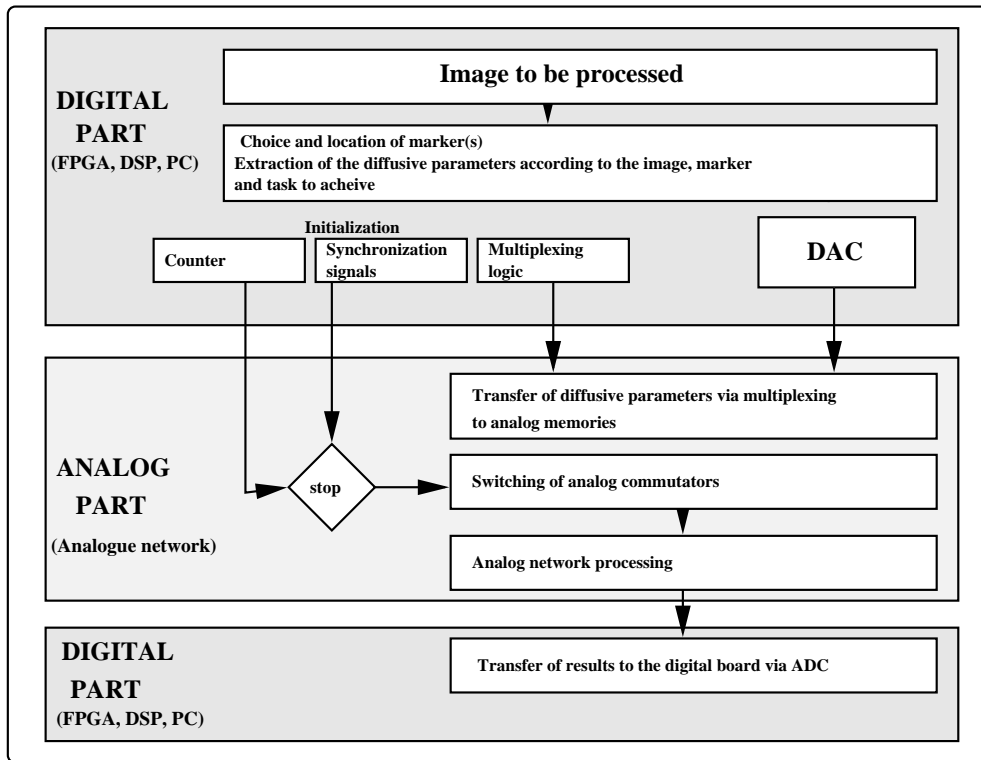 Image to be processed
DIGITAL
PART
(FPGA, DSP, PC)
Choice and location of marker(s)
Extraction of the diffusive parameters according to the image, marker
and task to acheive
Initialization
Counter
Synchronization
signals
Multiplexing
logic
DAC
Transfer of diffusive parameters via multiplexing
to analog memories
ANALOG
PART
(Analogue network)
stop
Switching of analog commutators
Analog network processing
DIGITAL
PART
(FPGA, DSP, PC)
Transfer of results to the digital board via ADC